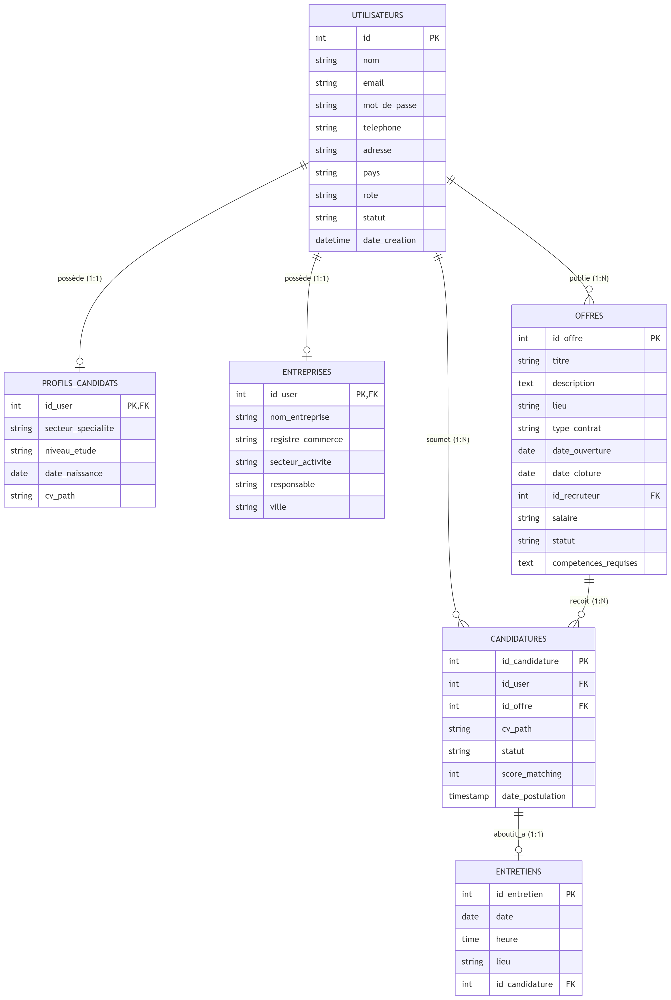 UTILISATEURS
int id PK
string nom
string email
string mot_de_passe
string telephone
string adresse
string pays
string role
string statut
datetime date_creation
possède (1:1)
possède (1:1)
publie (1:N)
soumet (1:N)
PROFILS_CANDIDATS
int id_user PK,FK
string secteur_specialite
string niveau_etude
date date_naissance
string cv_path
ENTREPRISES
int id_user PK,FK
string nom_entreprise
string registre_commerce
string secteur_activite
string responsable
string ville
OFFRES
int id_offre PK
string titre
text description
string lieu
string type_contrat
date date_ouverture
date date_cloture
int id_recruteur FK
string salaire
string statut
text competences_requises
reçoit (1:N)
CANDIDATURES
int id_candidature PK
int id_user FK
int id_offre FK
string cv_path
string statut
int score_matching
timestamp date_postulation
aboutit_a (1:1)
ENTRETIENS
int id_entretien PK
date date
time heure
string lieu
int id_candidature FK